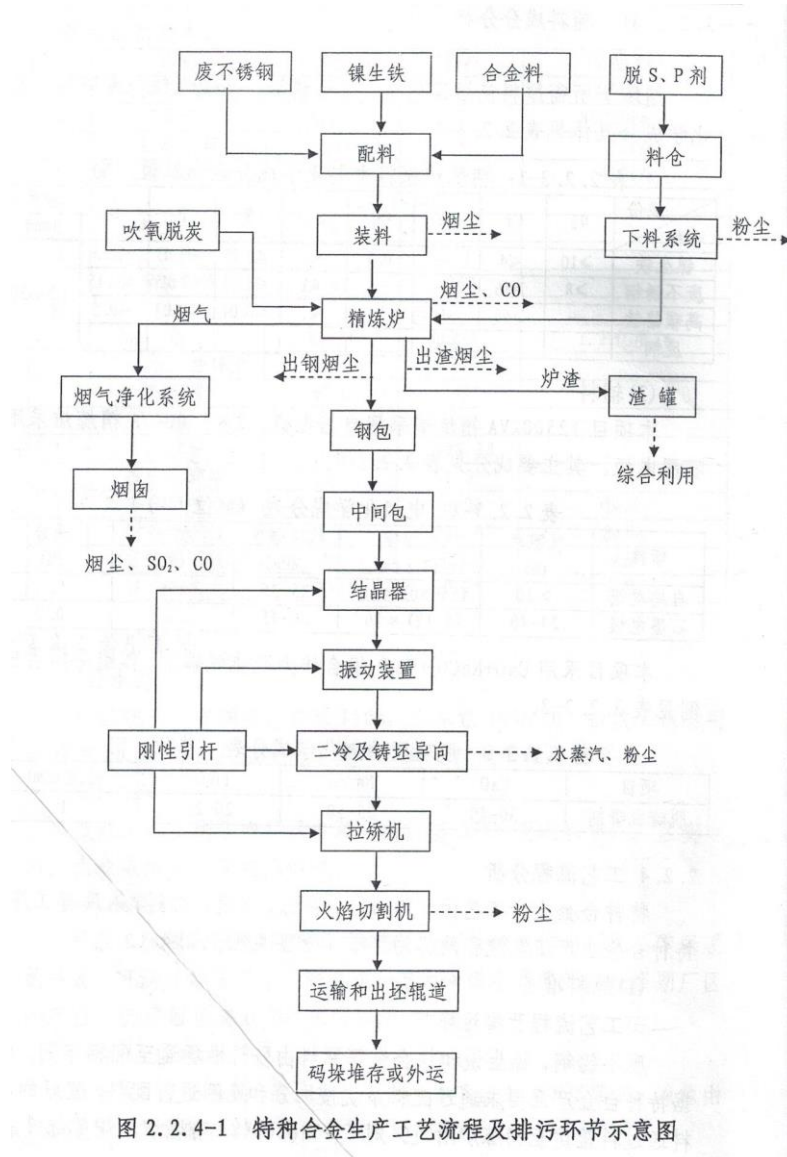 废不锈钢 镍生铁 合金料 脱 S、P 剂
配料 料仓
吹氧脱炭 装料 烟尘 下料系统 粉尘
烟气 精炼炉 烟尘、CO
出钢烟尘 出渣烟尘 炉渣
烟气净化系统 钢包 渣罐
烟囱 中间包 综合利用
烟尘、SO₂、CO
结晶器
振动装置
刚性引杆 二冷及铸坯导向 水蒸汽、粉尘
拉矫机
火焰切割机 粉尘
运输和出坯辊道
码垛堆存或外运
图 2.2.4-1 特种合金生产工艺流程及排污环节示意图